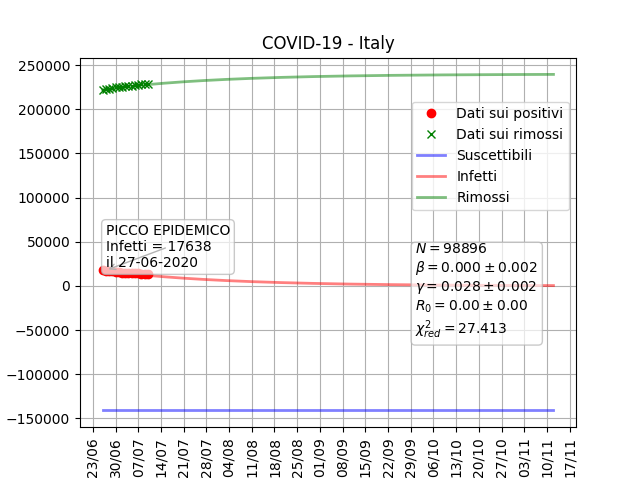 COVID-19 - Italy
250000
200000
150000
100000
50000
0
−50000
−100000
−150000
Dati sui positivi
Dati sui rimossi
Suscettibili
Infetti
Rimossi
PICCO EPIDEMICO
Infetti = 17638
il 27-06-2020
N = 98896
β = 0.000 ± 0.002
γ = 0.028 ± 0.002
R₀ = 0.00 ± 0.00
χ²_red = 27.413
23/06
30/06
07/07
14/07
21/07
28/07
04/08
11/08
18/08
25/08
01/09
08/09
15/09
22/09
29/09
06/10
13/10
20/10
27/10
03/11
10/11
17/11